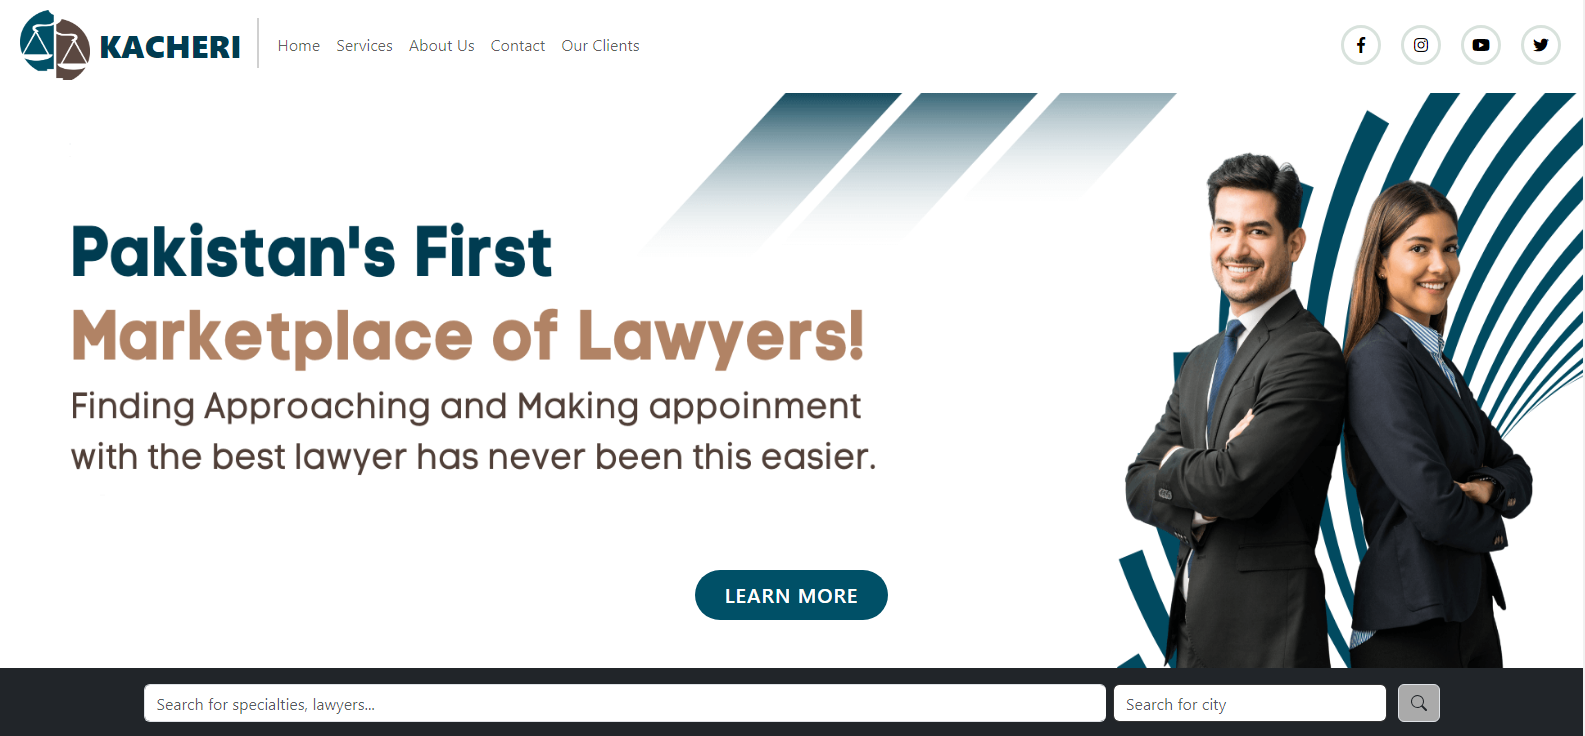 KACHERI
Home Services About Us Contact Our Clients
Pakistan's First
Marketplace of Lawyers!
Finding Approaching and Making appoinment
with the best lawyer has never been this easier.
LEARN MORE
Search for specialties, lawyers... Search for city